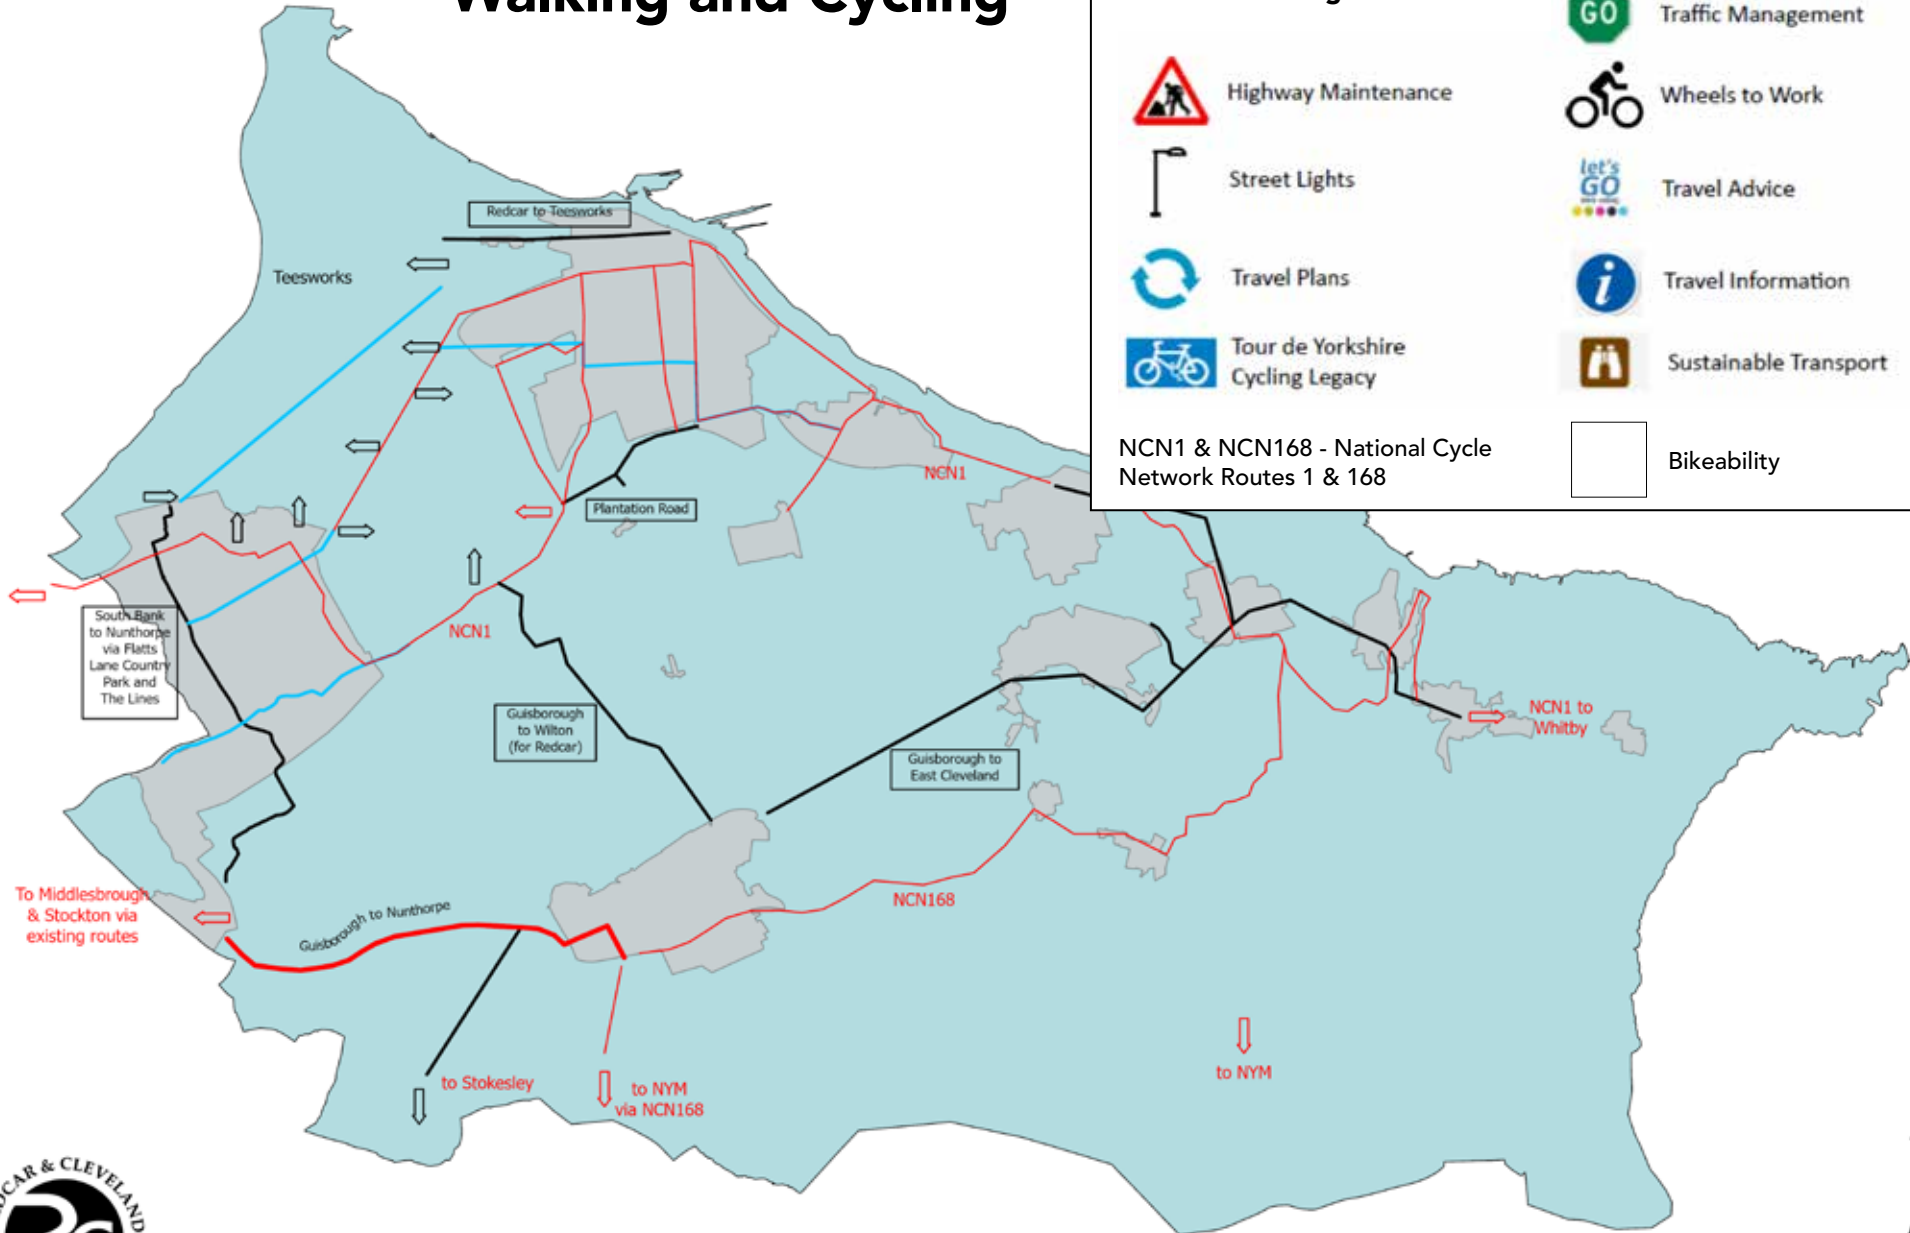 Walking and Cycling
GO
Traffic Management
Highway Maintenance
Wheels to Work
Street Lights
let's
GO
Travel Advice
Travel Plans
i
Travel Information
Tour de Yorkshire
Cycling Legacy
Sustainable Transport
NCN1 & NCN168 - National Cycle
Network Routes 1 & 168
Bikeability
Redcar to Teesworks
Teesworks
NCN1
Plantation Road
South Bank
to Nunthorpe
via Flatts
Lane Country
Park and
The Lines
NCN1
Guisborough
to Wilton
(for Redcar)
Guisborough to
East Cleveland
NCN1 to
Whitby
To Middlesbrough
& Stockton via
existing routes
Guisborough to Nunthorpe
NCN168
to Stokesley
to NYM
via NCN168
to NYM
& CLEVELAND